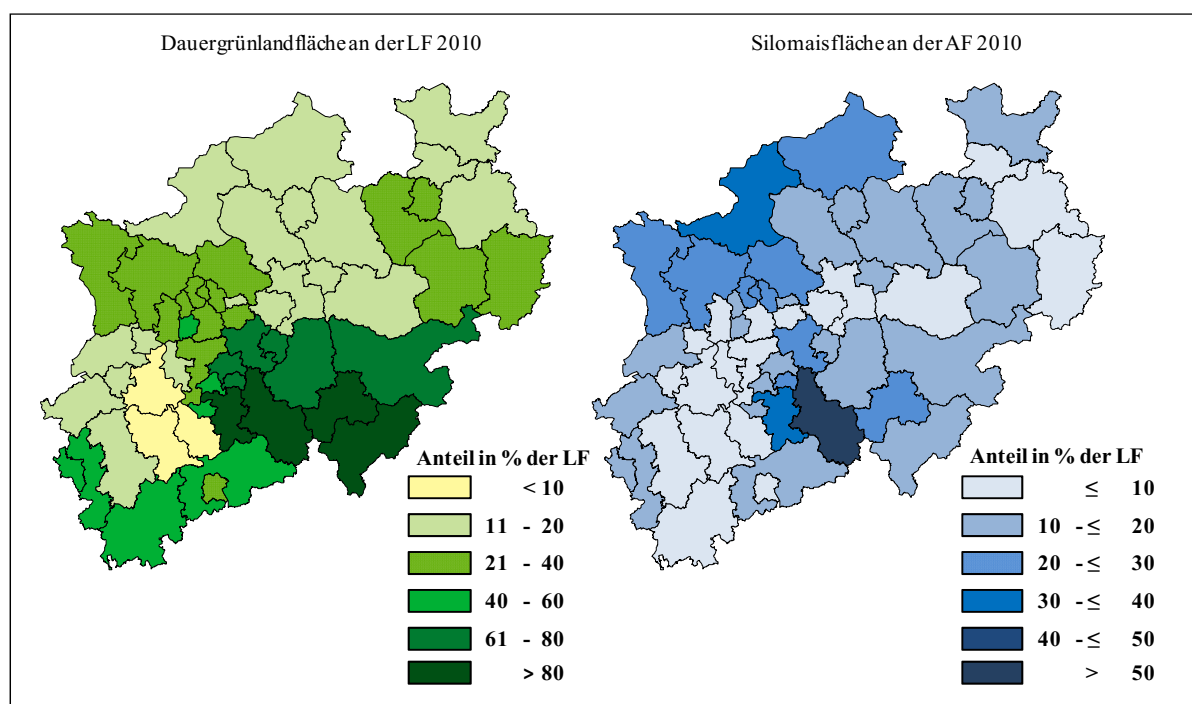 Dauergrünlandfläche an der LF 2010
Silomaisfläche an der AF 2010
Anteil in % der LF
< 10
11 - 20
21 - 40
40 - 60
61 - 80
> 80
Anteil in % der LF
≤ 10
10 - ≤ 20
20 - ≤ 30
30 - ≤ 40
40 - ≤ 50
> 50